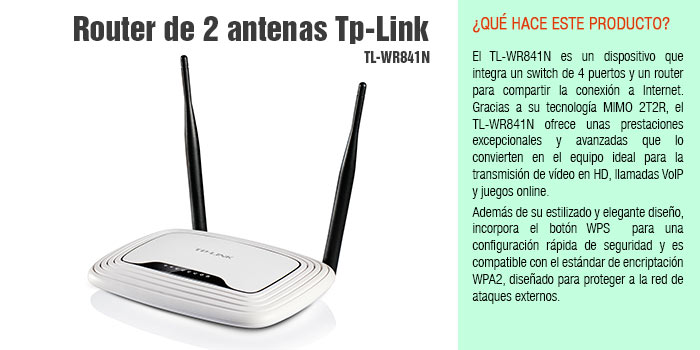 Router de 2 antenas Tp-Link
TL-WR841N
TP-LINK
¿QUÉ HACE ESTE PRODUCTO?
El TL-WR841N es un dispositivo que
integra un switch de 4 puertos y un router
para compartir la conexión a Internet.
Gracias a su tecnología MIMO 2T2R, el
TL-WR841N ofrece unas prestaciones
excepcionales y avanzadas que lo
convierten en el equipo ideal para la
transmisión de vídeo en HD, llamadas VoIP
y juegos online.
Además de su estilizado y elegante diseño,
incorpora el botón WPS para una
configuración rápida de seguridad y es
compatible con el estándar de encriptación
WPA2, diseñado para proteger a la red de
ataques externos.